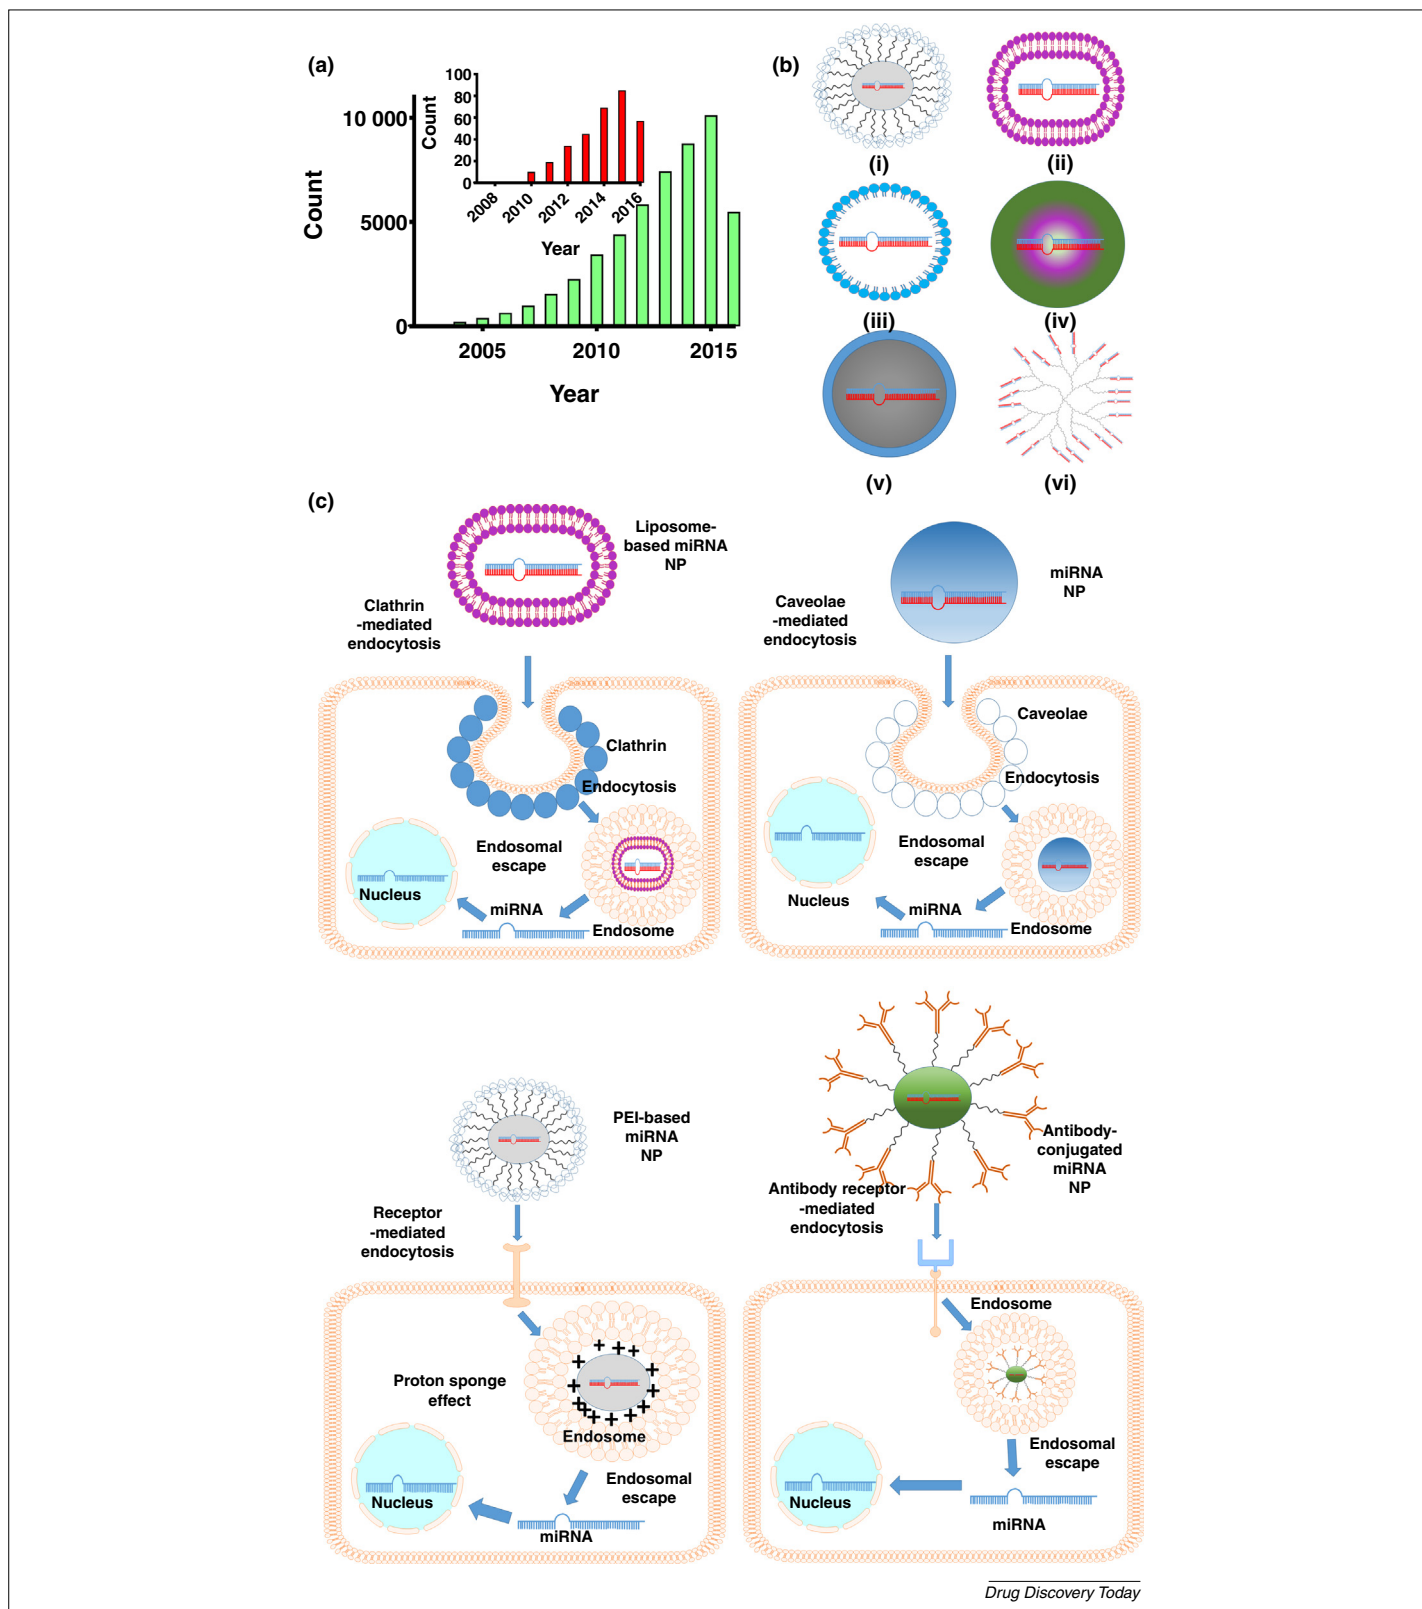 (a)
100
80
60
40
20
0
Count
2008
2010
2012
2014
2016
Year
10 000
5000
0
Count
2005
2010
2015
Year
(b)
(i)
(ii)
(iii)
(iv)
(v)
(vi)
(c)
Liposome-
based miRNA
NP
Clathrin
-mediated
endocytosis
Clathrin
Endocytosis
Endosomal
escape
Nucleus
miRNA
Endosome
miRNA
NP
Caveolae
-mediated
endocytosis
Caveolae
Endocytosis
Endosomal
escape
Nucleus
miRNA
Endosome
PEI-based
miRNA
NP
Receptor
-mediated
endocytosis
Proton sponge
effect
+ + + + + + + + + + + + + + +
Endosome
Endosomal
escape
Nucleus
miRNA
Antibody-
conjugated
miRNA
NP
Antibody receptor
-mediated
endocytosis
Endosome
Endosomal
escape
Nucleus
miRNA
Drug Discovery Today